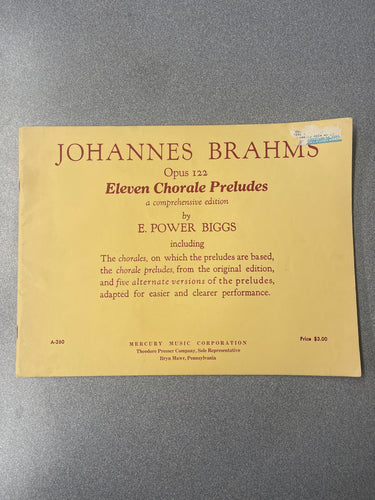 JOHANNES BRAHMS
Opus 122
Eleven Chorale Preludes
a comprehensive edition
by
E. POWER BIGGS
including
The chorales, on which the preludes are based,
the chorale preludes, from the original edition,
and five alternate versions of the preludes,
adapted for easier and clearer performance.
A-260
MERCURY MUSIC CORPORATION
Price $3.00
Theodore Presser Company, Sole Representative
Bryn Mawr, Pennsylvania